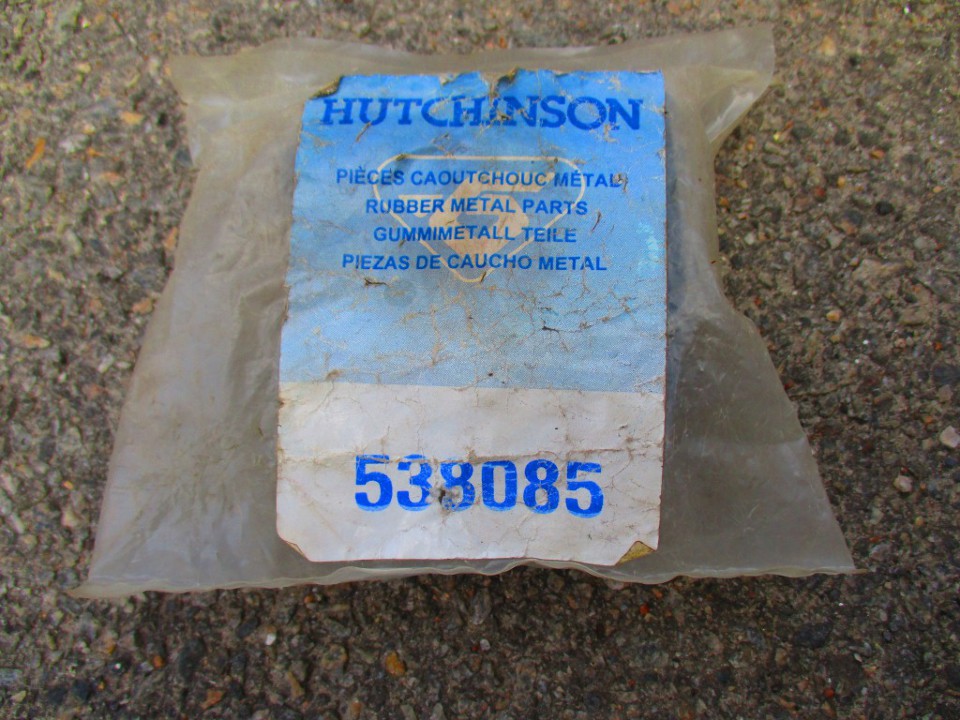 HUTCHINSON
PIÈCES CAOUTCHOUC MÉTAL
RUBBER METAL PARTS
GUMMIMETALL TEILE
PIEZAS DE CAUCHO METAL
538085